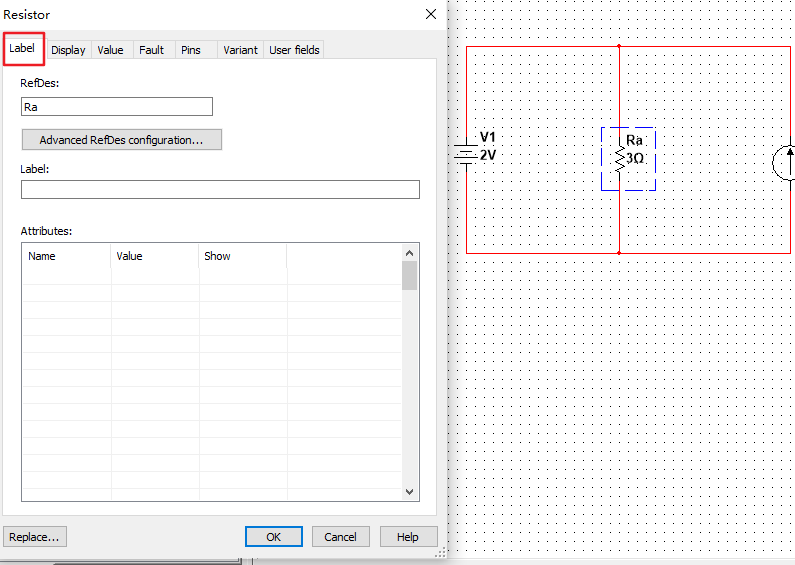 Resistor
Label Display Value Fault Pins Variant User fields
RefDes:
Ra
Advanced RefDes configuration...
Label:
Attributes:
Name Value Show
Replace... OK Cancel Help
V1
2V
Ra
3Ω